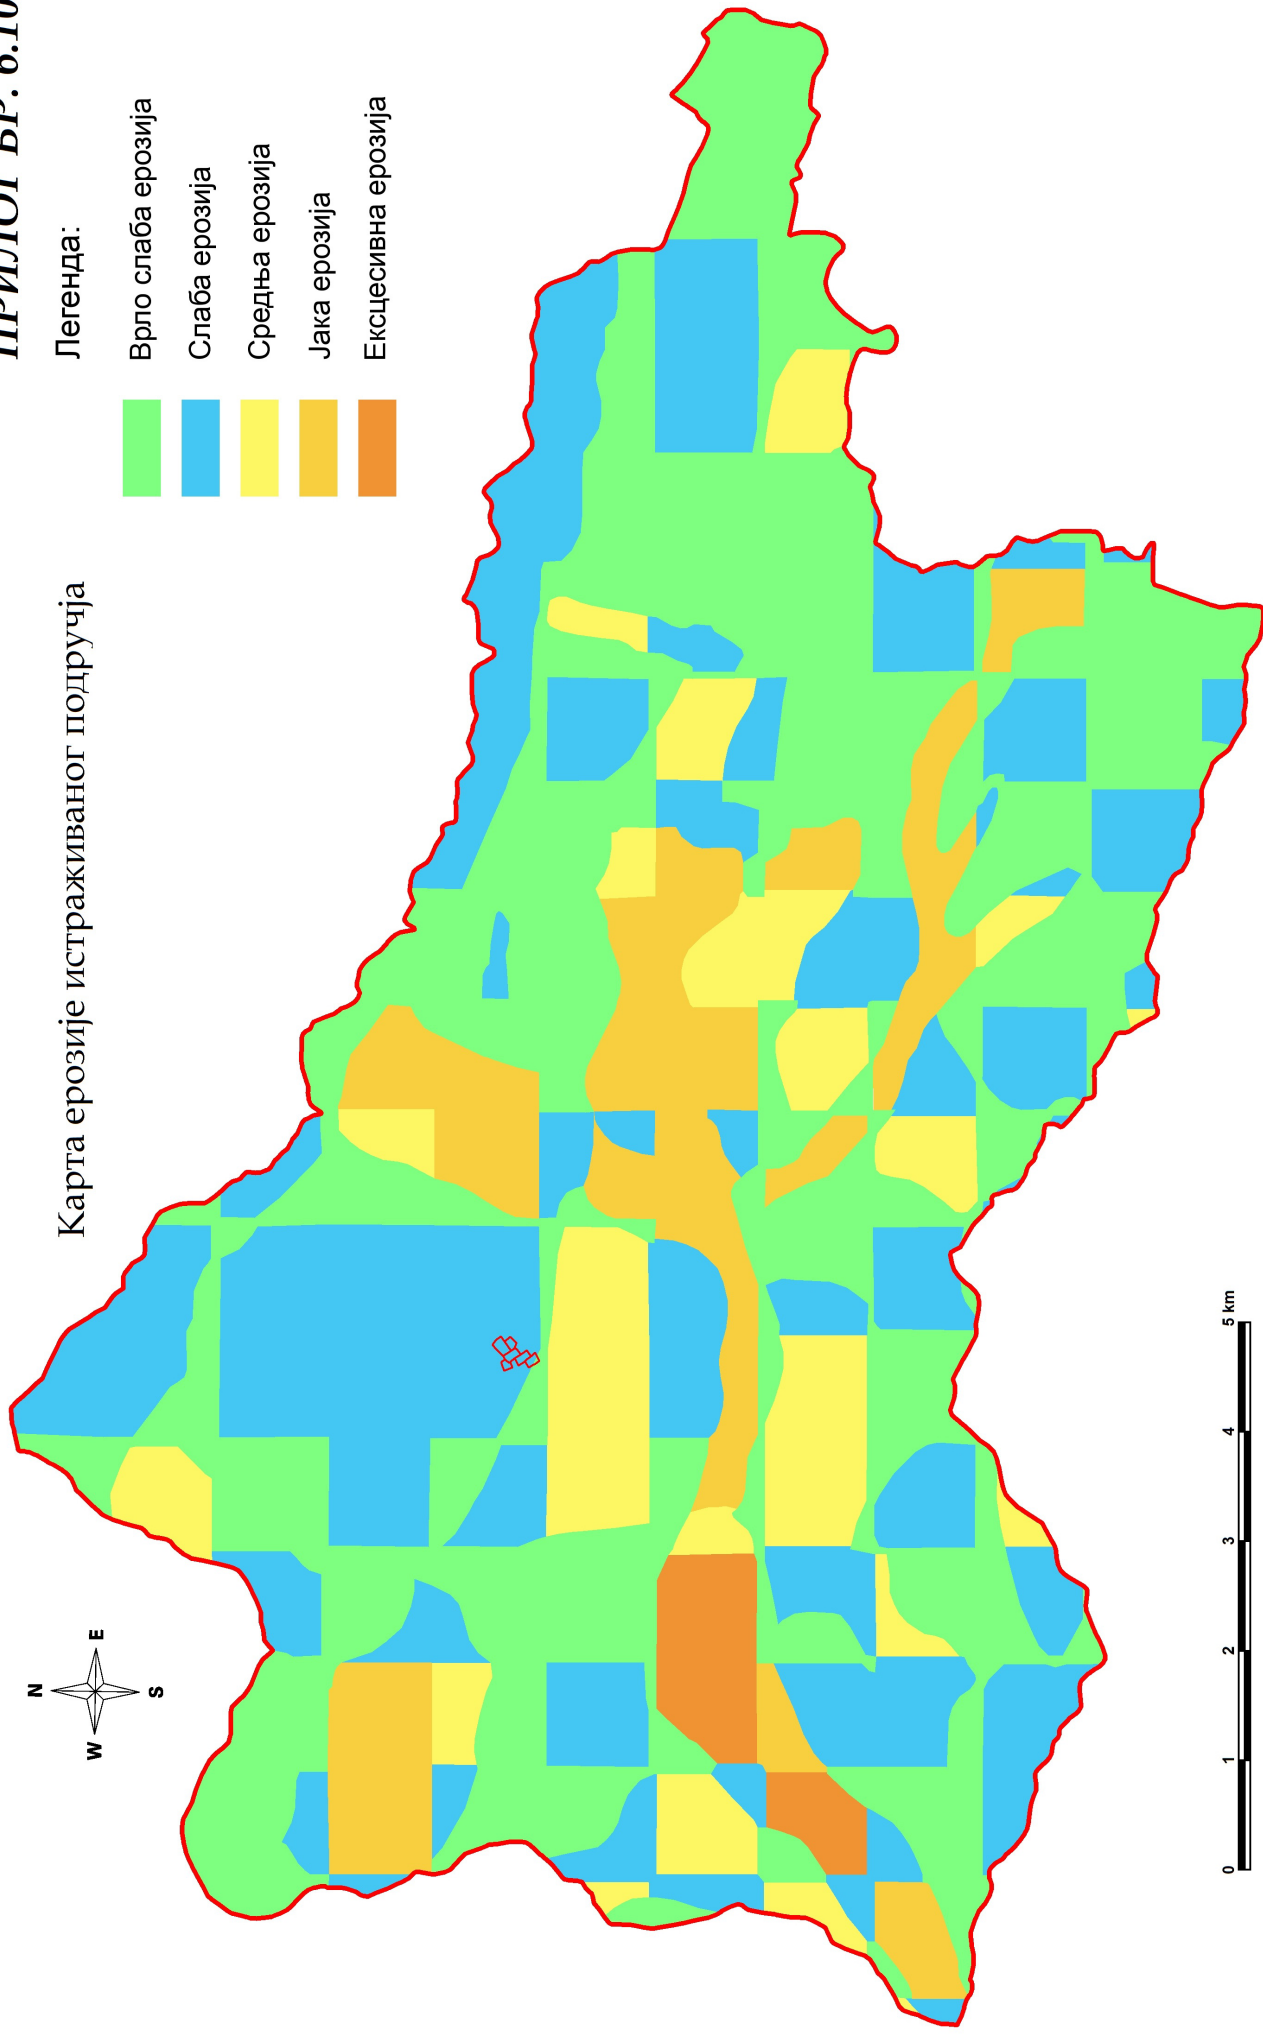 ПРИЛОГ БР. 6.10
Карта ерозије истраживаног подручја
Легенда:
Врло слаба ерозија
Слаба ерозија
Средња ерозија
Јака ерозија
Ексцесивна ерозија
N
W E
S
0 1 2 3 4 5 km